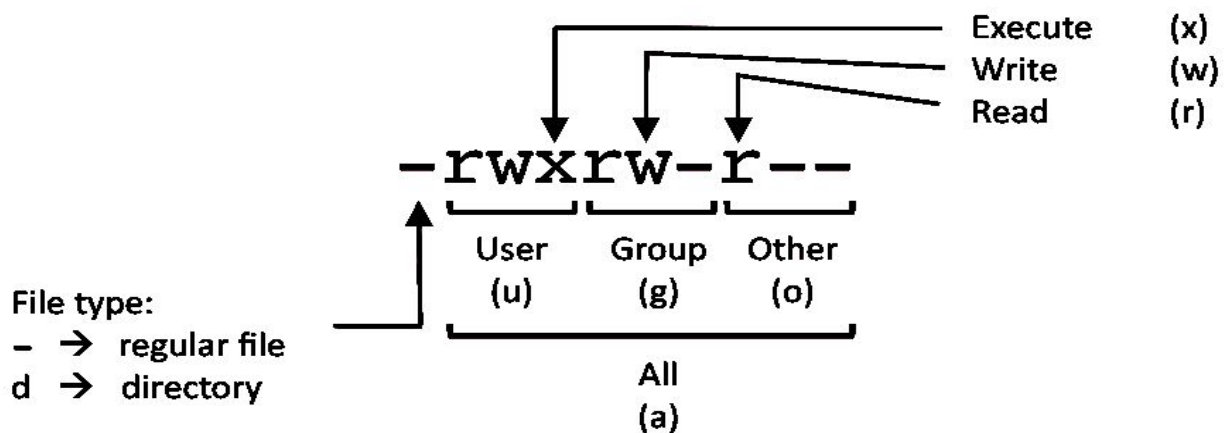 Execute (x)
Write (w)
Read (r)
-rwxrw-r--
User Group Other
(u) (g) (o)
File type:
- → regular file
d → directory
All
(a)